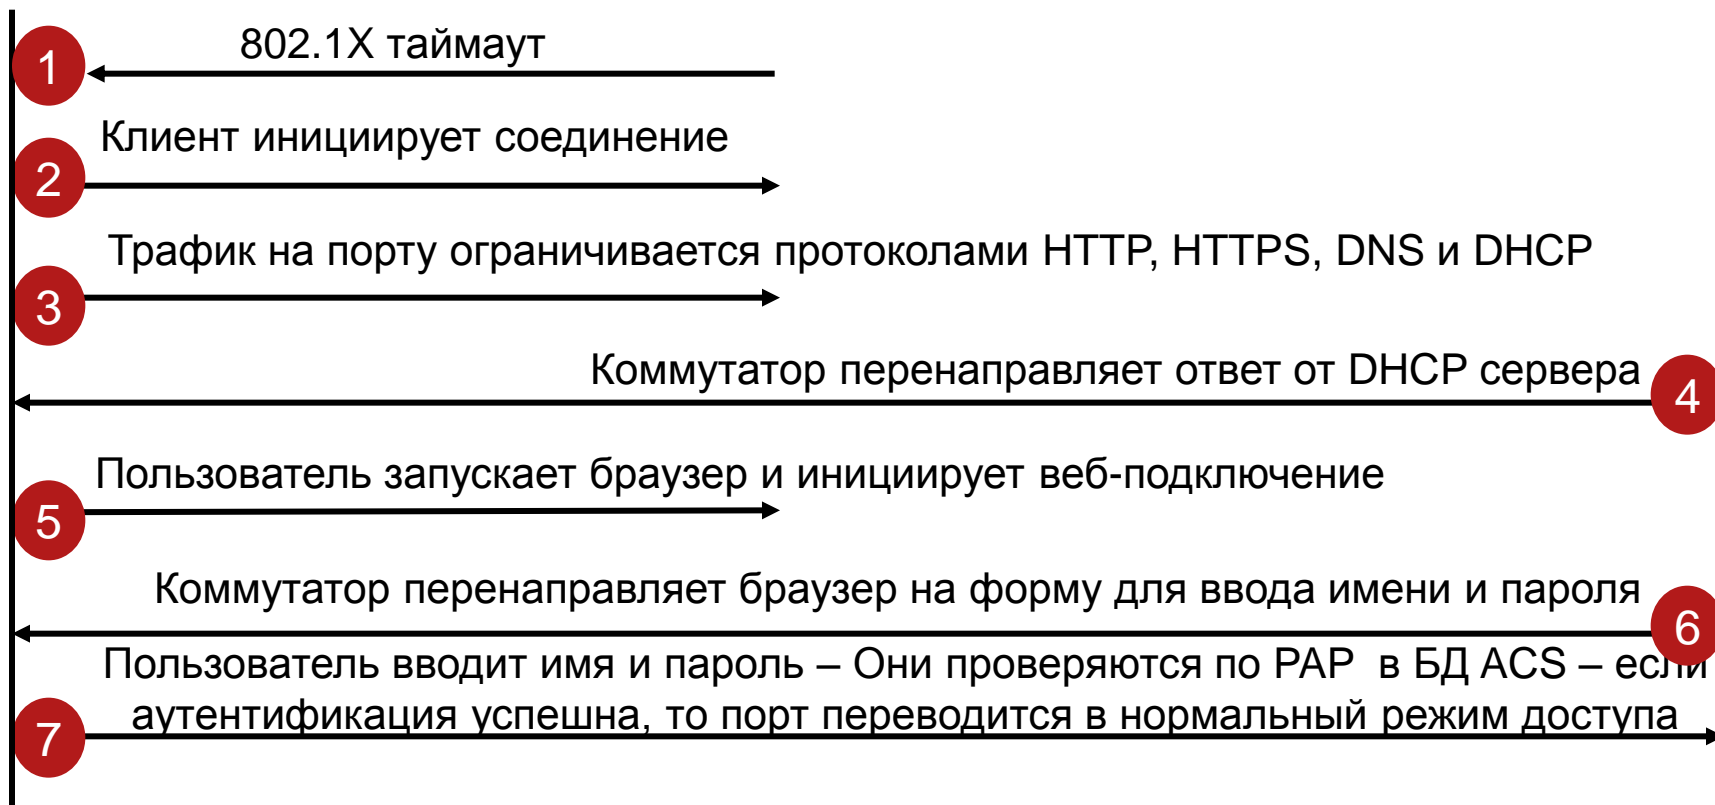 802.1X таймаут
1
Клиент инициирует соединение
2
Трафик на порту ограничивается протоколами HTTP, HTTPS, DNS и DHCP
3
Коммутатор перенаправляет ответ от DHCP сервера
4
Пользователь запускает браузер и инициирует веб-подключение
5
Коммутатор перенаправляет браузер на форму для ввода имени и пароля
6
Пользователь вводит имя и пароль – Они проверяются по PAP в БД ACS – если
аутентификация успешна, то порт переводится в нормальный режим доступа
7